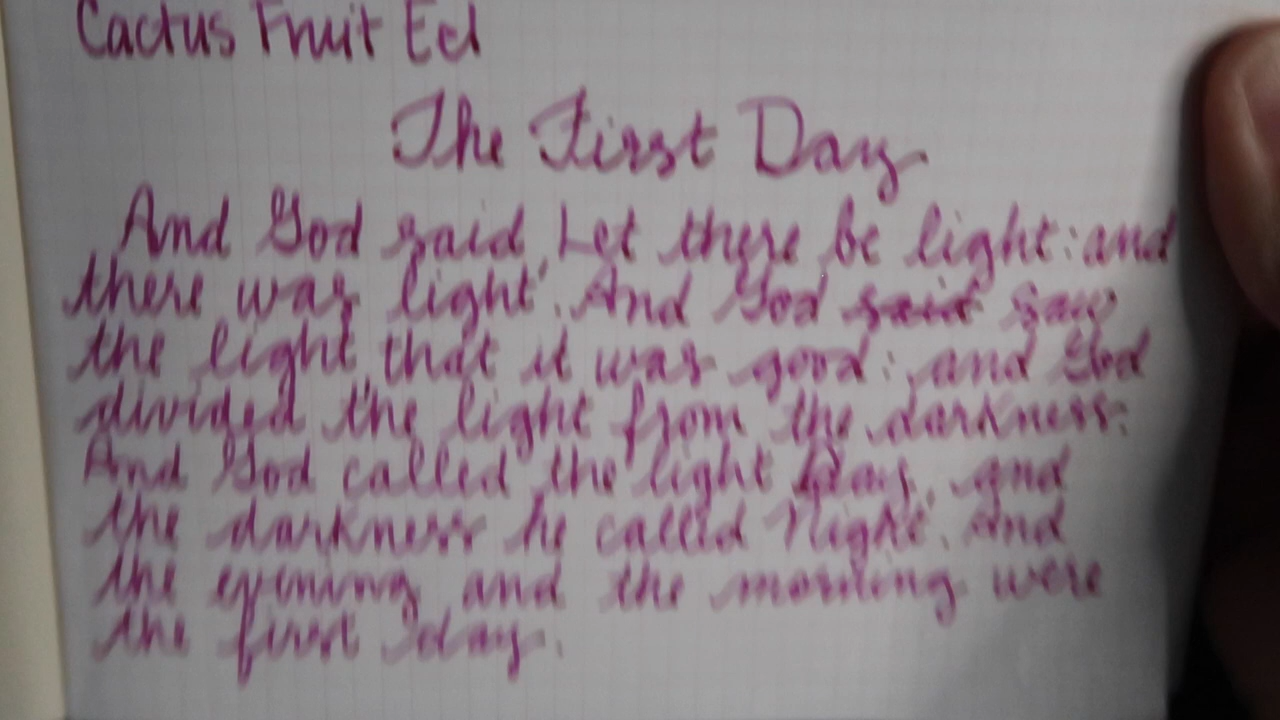 Cactus Fruit Eel
The First Day
And God said Let there be light: and
there was light. And God said saw
the light that it was good: and God
divided the light from the darkness.
And God called the light Day, and
the darkness he called Night. And
the evening and the morning were
the first day.